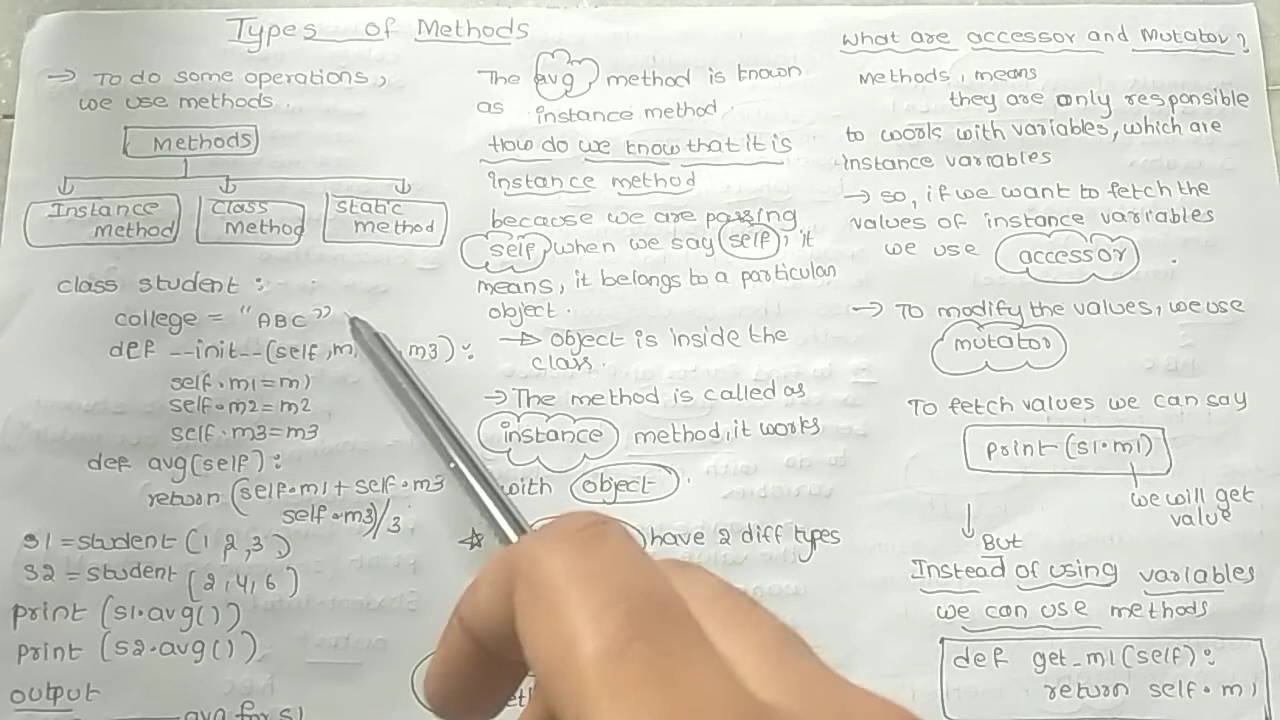 Types of Methods
→ To do some operations,
we use methods.
Methods
Instance
method
class
method
static
method
class student :
college = "ABC"
def __init__(self, m , m3) :
self.m1=m1
self.m2=m2
self.m3=m3
def avg(self):
return (self.m1 + self.m3
self.m3)/3
S1 = student (1, 2, 3)
S2 = student (2, 4, 6)
print (S1.avg())
print (S2.avg())
output
avg for S1
The avg method is known
as instance method.
How do we know that it is
instance method
because we are passing
self, when we say self, it
means, it belongs to a particular
object.
→ object is inside the
class.
→ The method is called as
instance method, it works
with object.
have 2 diff types
what are accessor and Mutator ?
Methods, means
they are only responsible
to work with variables, which are
instance variables
→ so, if we want to fetch the
values of instance variables
we use accessor.
→ To modify the values, we use
mutator
To fetch values we can say
print (S1.m1)
we will get
value
↓ But
Instead of using variables
we can use methods
def get_m1(self):
return self.m1